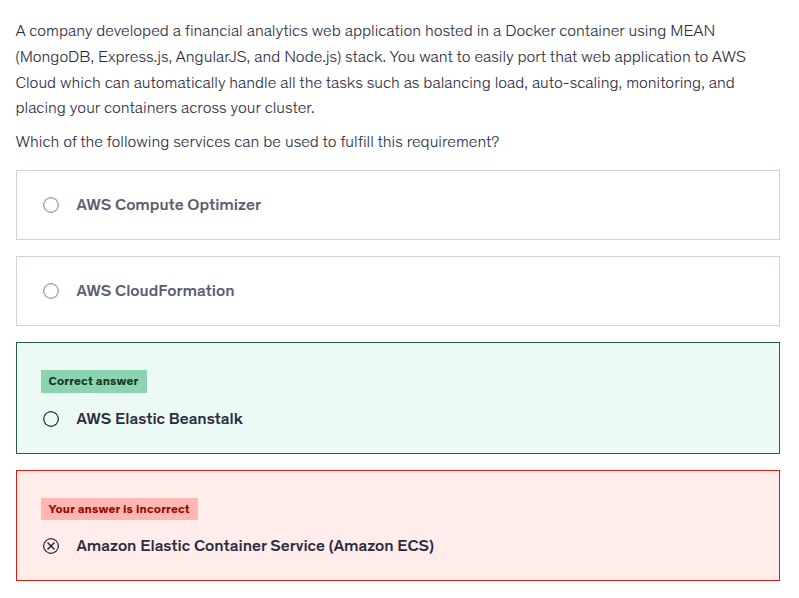 A company developed a financial analytics web application hosted in a Docker container using MEAN
(MongoDB, Express.js, AngularJS, and Node.js) stack. You want to easily port that web application to AWS
Cloud which can automatically handle all the tasks such as balancing load, auto-scaling, monitoring, and
placing your containers across your cluster.
Which of the following services can be used to fulfill this requirement?
AWS Compute Optimizer
AWS CloudFormation
Correct answer
AWS Elastic Beanstalk
Your answer is incorrect
Amazon Elastic Container Service (Amazon ECS)